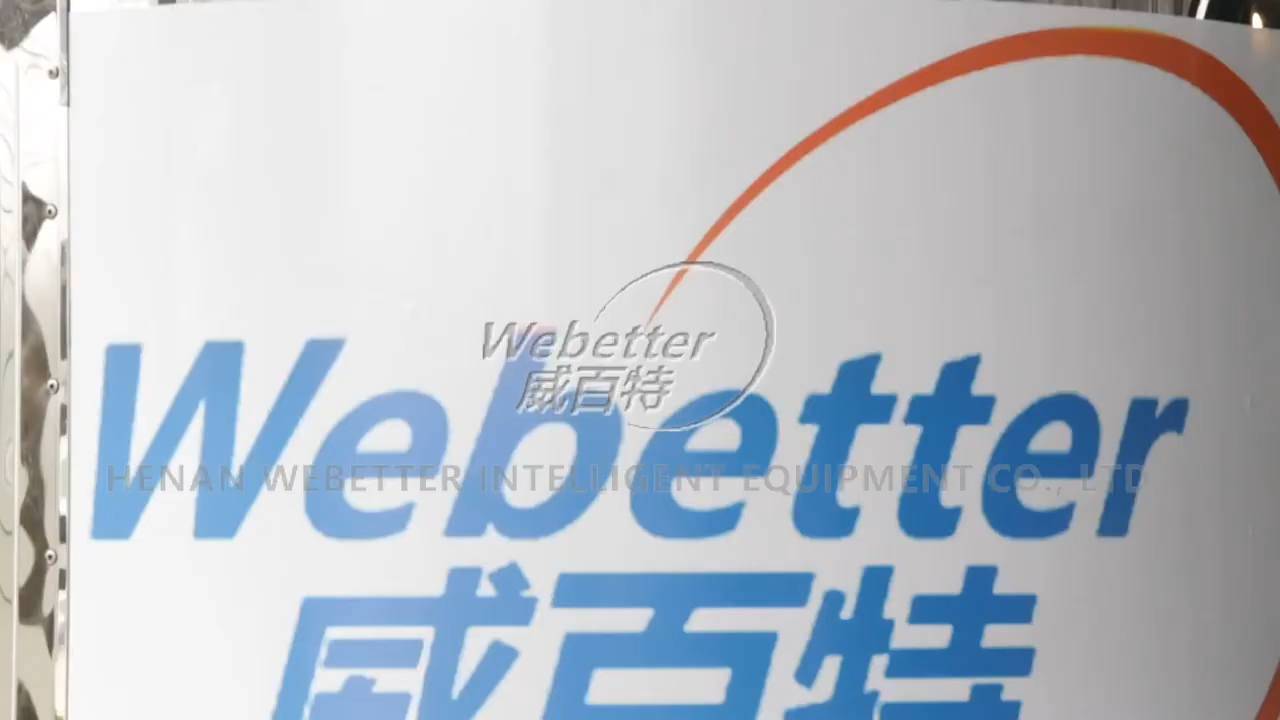 Webetter
威百特
HENAN WEBETTER INTELLIGENT EQUIPMENT CO., LTD
Webetter
威百特